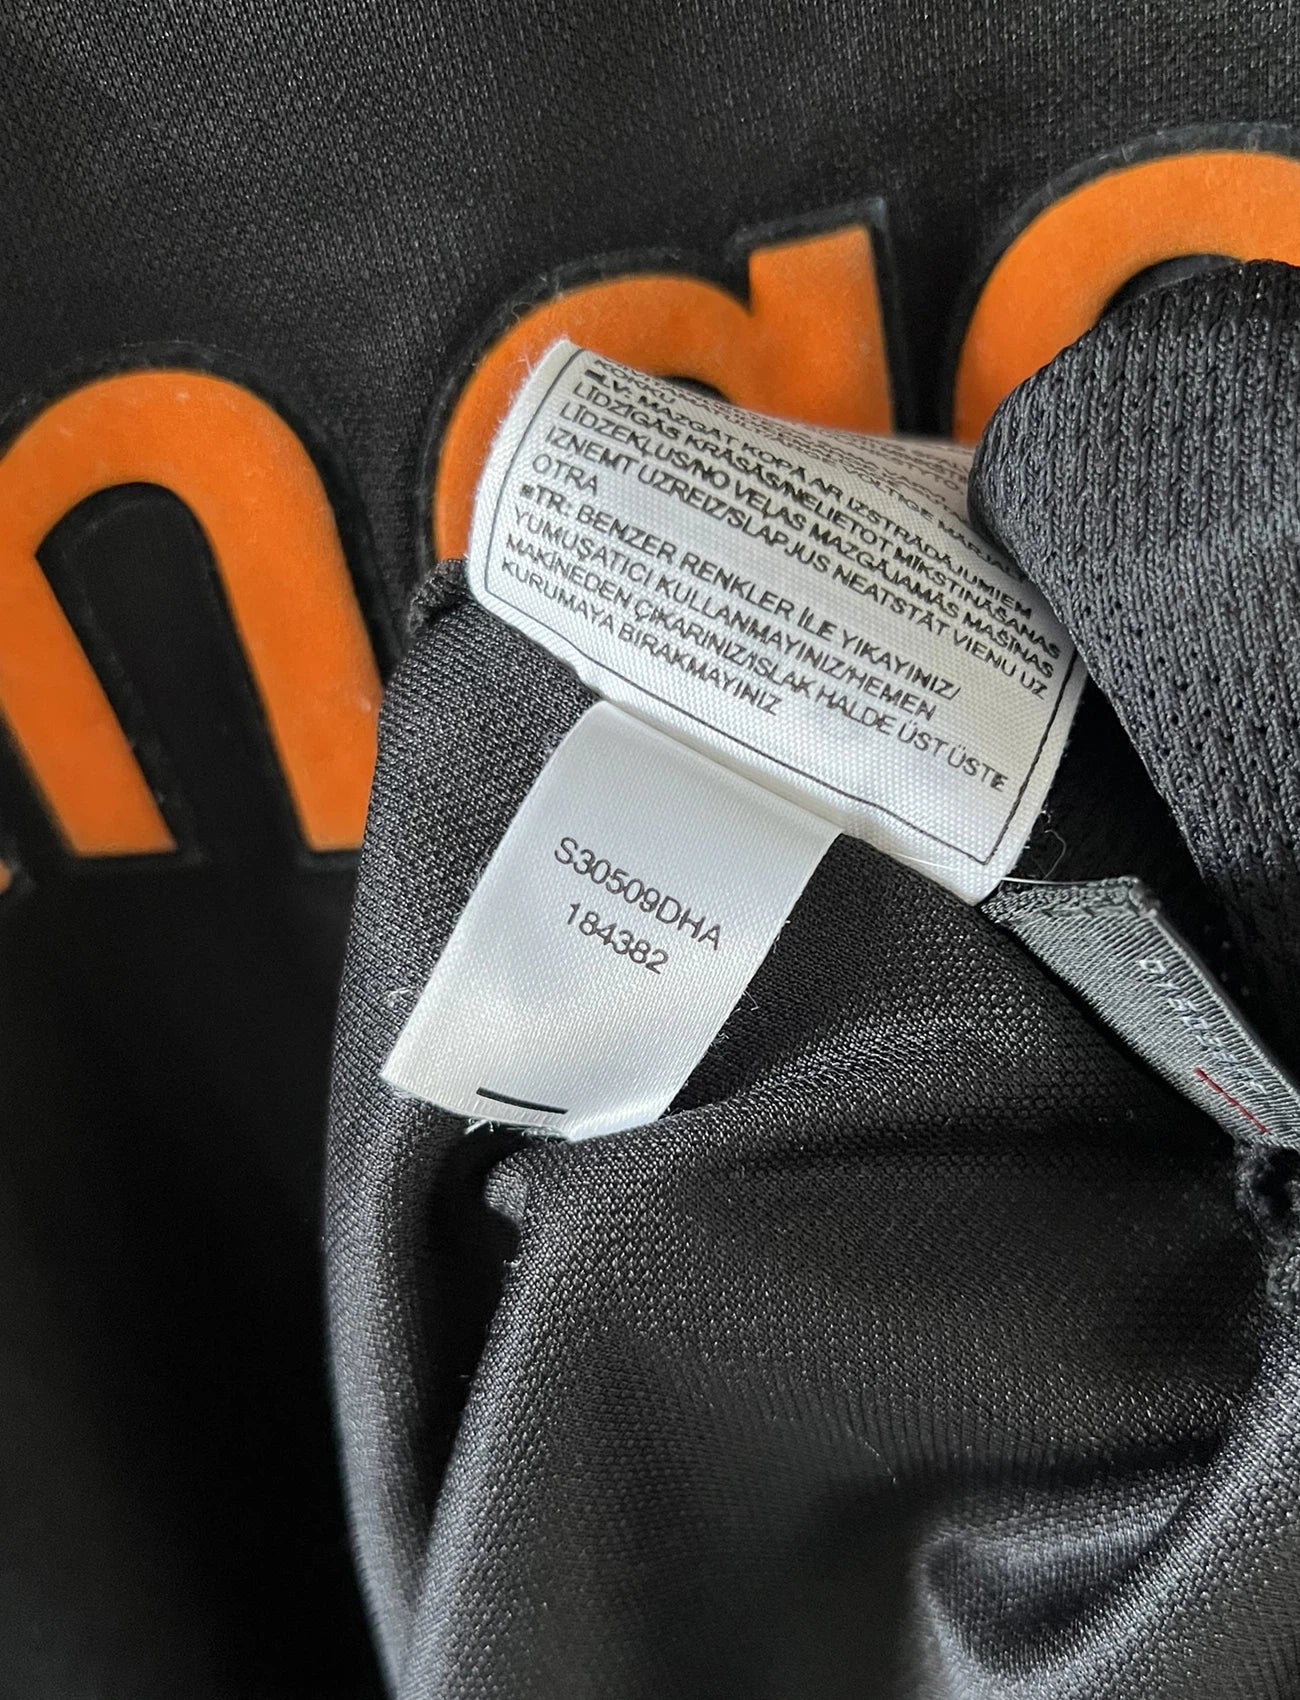 LV: MAZGAT KOPĀ AR IZSTRĀDĀJUMIEM
LĪDZĪGĀS KRĀSĀS/NELIETOT MĪKSTINĀŠANAS
LĪDZEKĻUS/NO VEĻAS MAZGĀJAMĀS MAŠĪNAS
IZŅEMT UZREIZ/SLAPJUS NEATSTĀT VIENU UZ
OTRA
■TR: BENZER RENKLER İLE YIKAYINIZ/
YUMUŞATICI KULLANMAYINIZ/HEMEN
MAKİNEDEN ÇIKARINIZ/ISLAK HALDE ÜST ÜSTE
KURUMAYA BIRAKMAYINIZ
S30509DHA
184382